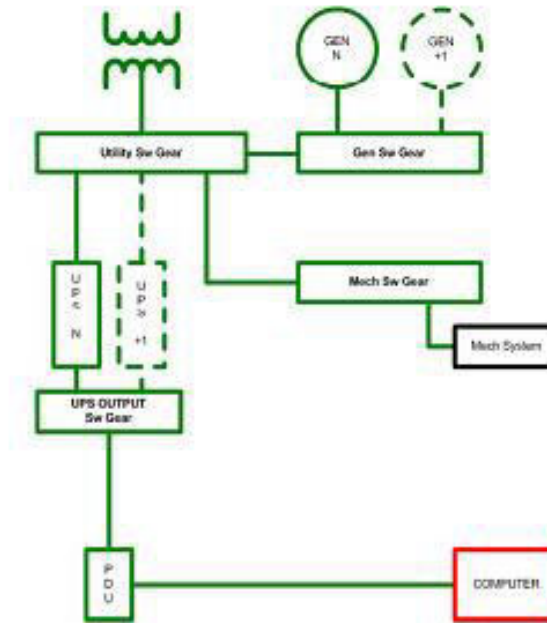 GEN
N
GEN
+1
Utility Sw Gear
Gen Sw Gear
U
P
S
N
U
P
S
+1
Mech Sw Gear
Mech System
UPS OUTPUT
Sw Gear
P
D
U
COMPUTER